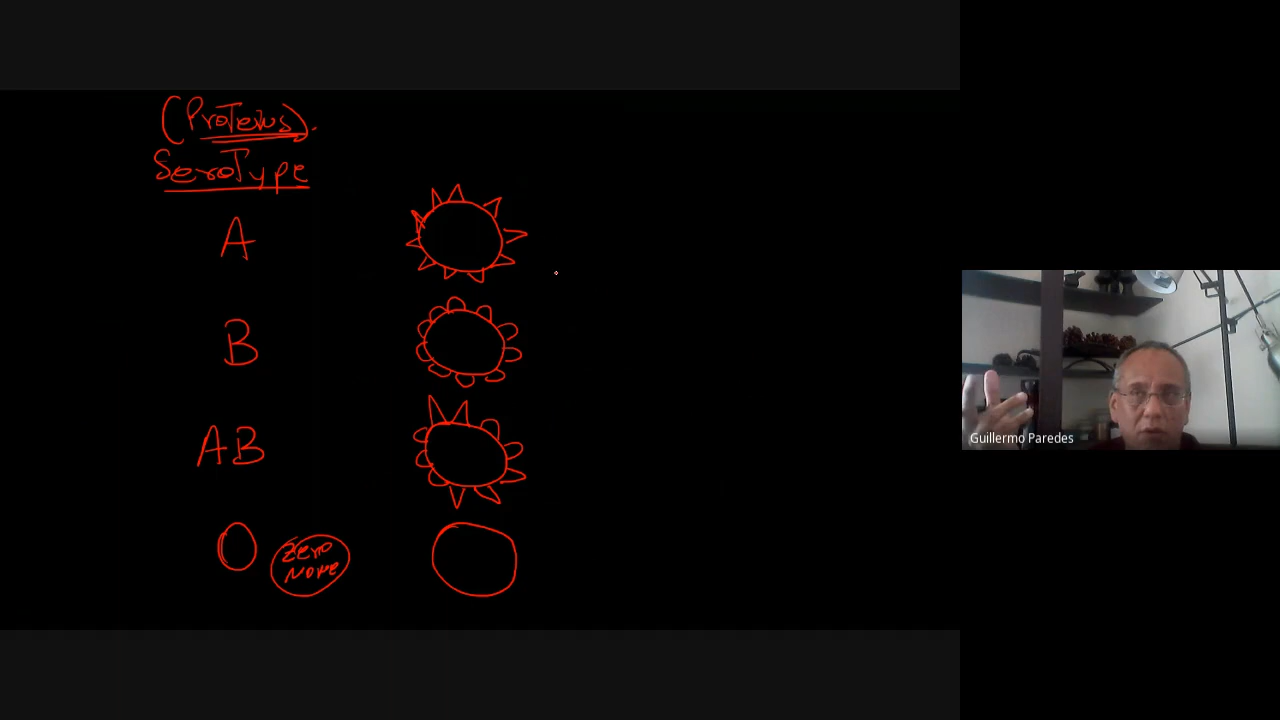 (Proteins).
SeroType
A
B
AB
O
Zero
None
Guillermo Paredes